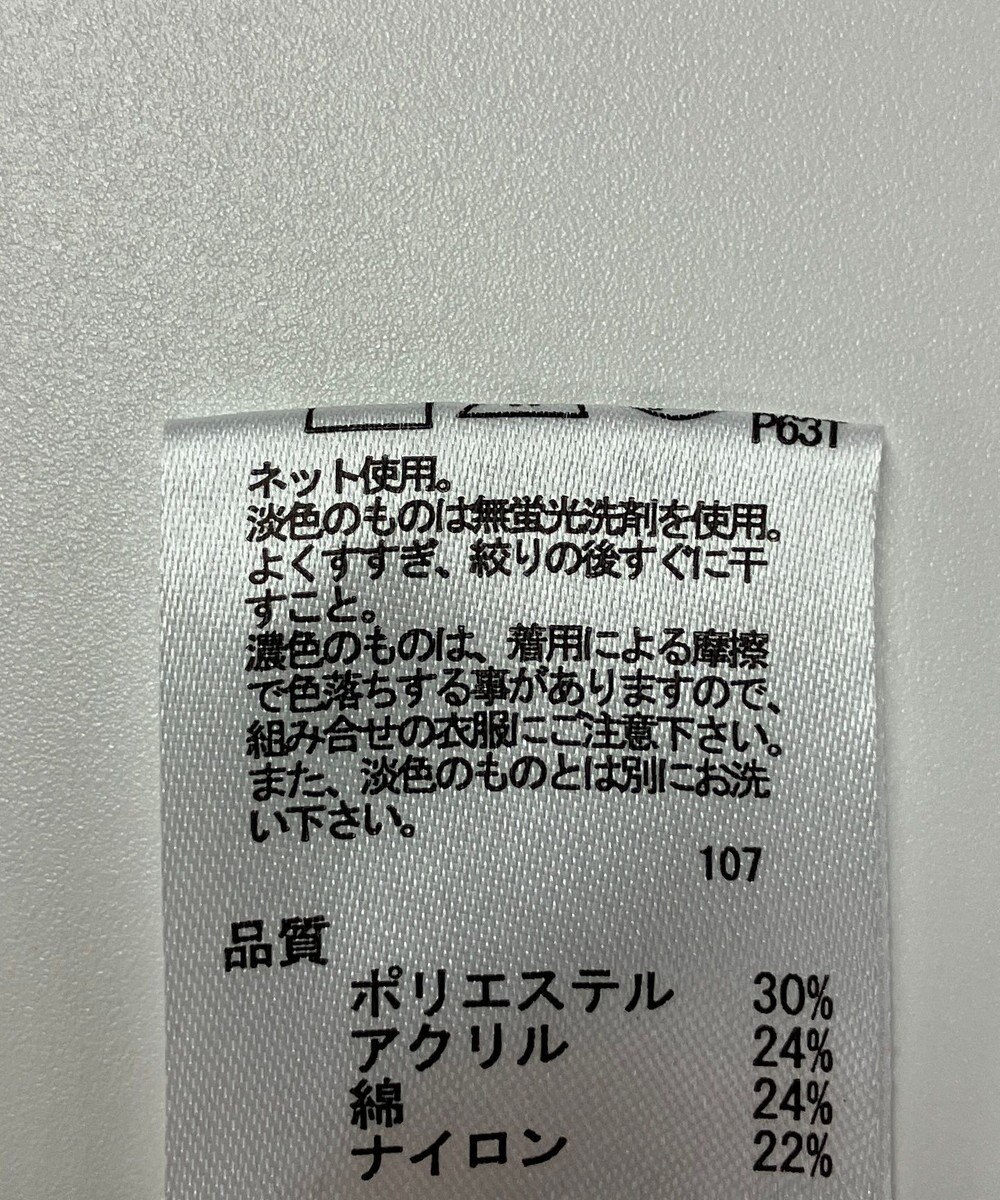 ネット使用。
淡色のものは無蛍光洗剤を使用。
よくすすぎ、絞りの後すぐに干
すこと。
濃色のものは、着用による摩擦
で色落ちする事がありますので、
組み合せの衣服にご注意下さい。
また、淡色のものとは別にお洗
い下さい。
107
品質
ポリエステル 30%
アクリル 24%
綿 24%
ナイロン 22%